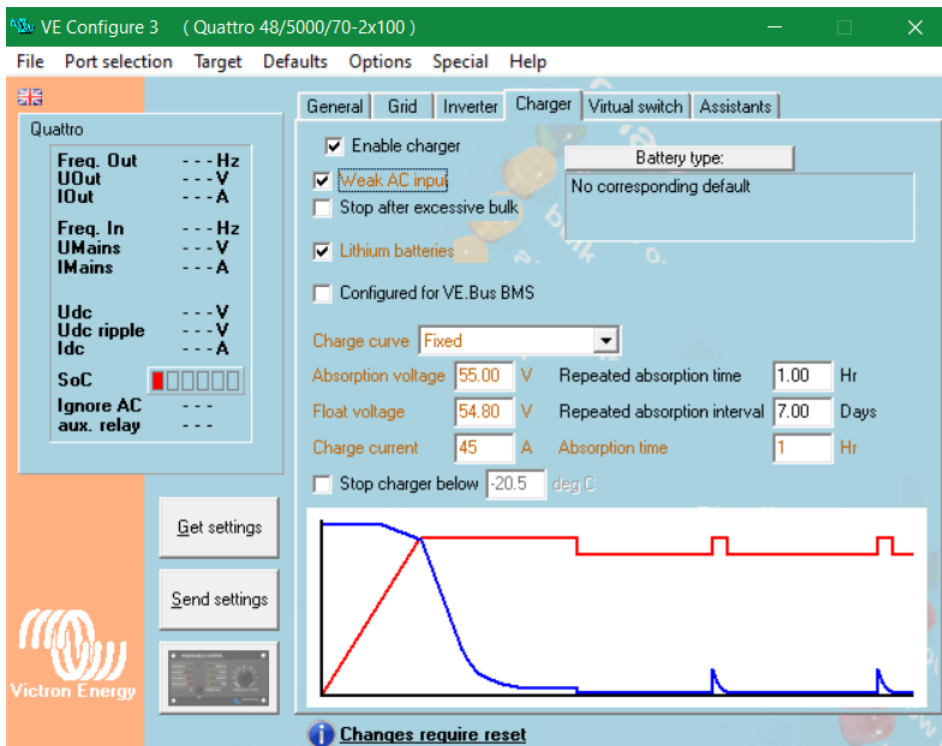 VE Configure 3 ( Quattro 48/5000/70-2x100 )
File Port selection Target Defaults Options Special Help
General Grid Inverter Charger Virtual switch Assistants
Quattro
Freq. Out - - - Hz
UOut - - - V
IOut - - - A
Freq. In - - - Hz
UMains - - - V
IMains - - - A
Udc - - - V
Udc ripple - - - V
Idc - - - A
SoC
Ignore AC - - -
aux. relay - - -
Get settings
Send settings
Victron Energy
Enable charger
Weak AC input
Stop after excessive bulk
Battery type:
No corresponding default
Lithium batteries
Configured for VE.Bus BMS
Charge curve Fixed
Absorption voltage 55.00 V Repeated absorption time 1.00 Hr
Float voltage 54.80 V Repeated absorption interval 7.00 Days
Charge current 45 A Absorption time 1 Hr
Stop charger below -20.5 deg C
Changes require reset